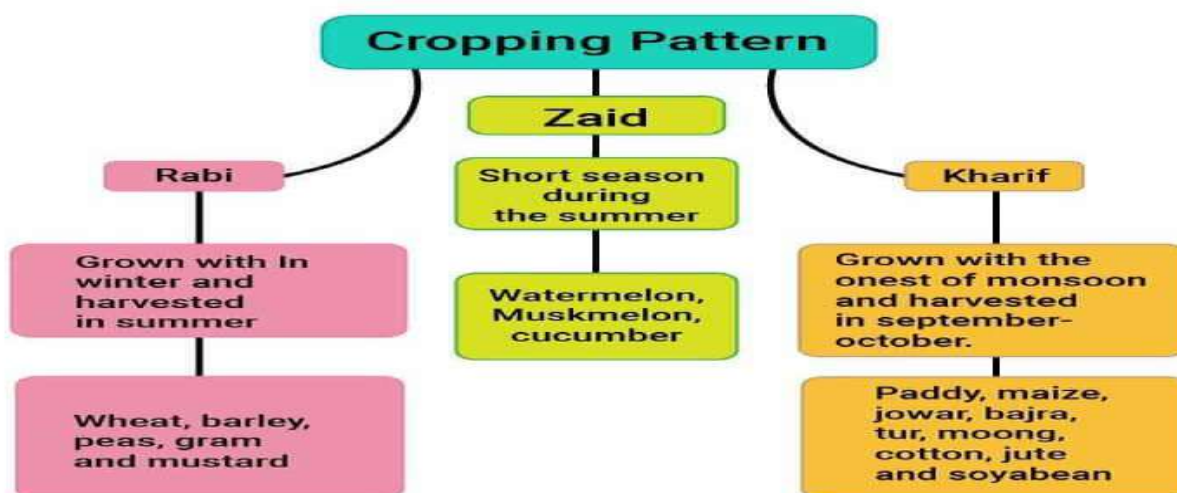 Cropping Pattern
Zaid
Short season
during
the summer
Watermelon,
Muskmelon,
cucumber
Rabi
Grown with In
winter and
harvested
in summer
Wheat, barley,
peas, gram
and mustard
Kharif
Grown with the
onest of monsoon
and harvested
in september-
october.
Paddy, maize,
jowar, bajra,
tur, moong,
cotton, jute
and soyabean